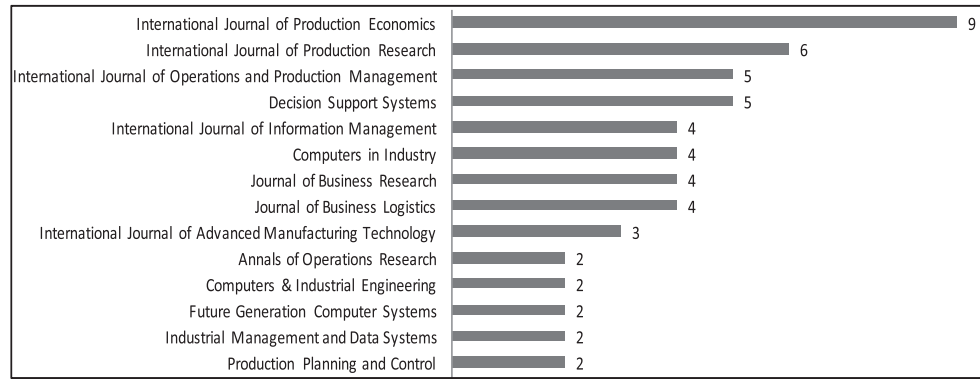 International Journal of Production Economics 9
International Journal of Production Research 6
International Journal of Operations and Production Management 5
Decision Support Systems 5
International Journal of Information Management 4
Computers in Industry 4
Journal of Business Research 4
Journal of Business Logistics 4
International Journal of Advanced Manufacturing Technology 3
Annals of Operations Research 2
Computers & Industrial Engineering 2
Future Generation Computer Systems 2
Industrial Management and Data Systems 2
Production Planning and Control 2